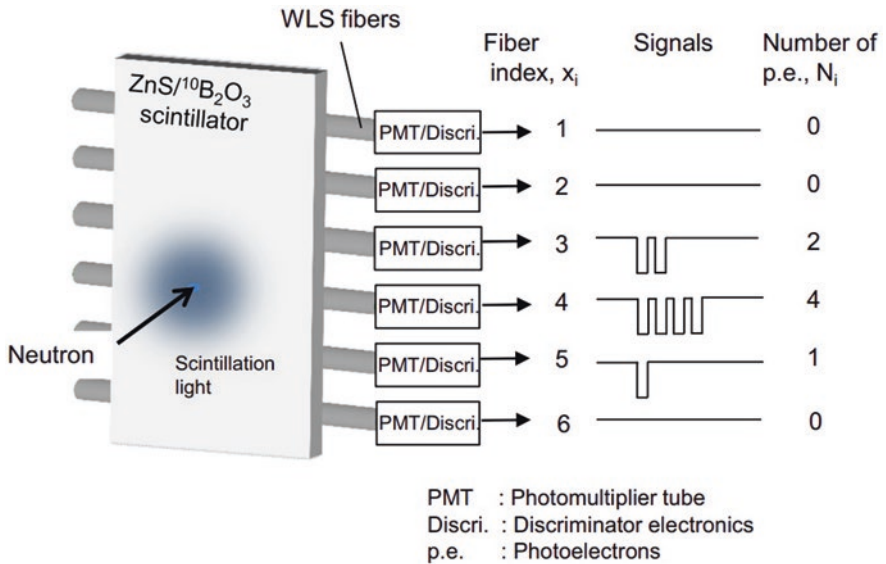 WLS fibers
ZnS/¹⁰B₂O₃
scintillator
Fiber
index, xᵢ
Signals
Number of
p.e., Nᵢ
PMT/Discri. 1 0
PMT/Discri. 2 0
PMT/Discri. 3 2
PMT/Discri. 4 4
PMT/Discri. 5 1
PMT/Discri. 6 0
Neutron
Scintillation
light
PMT : Photomultiplier tube
Discri. : Discriminator electronics
p.e. : Photoelectrons